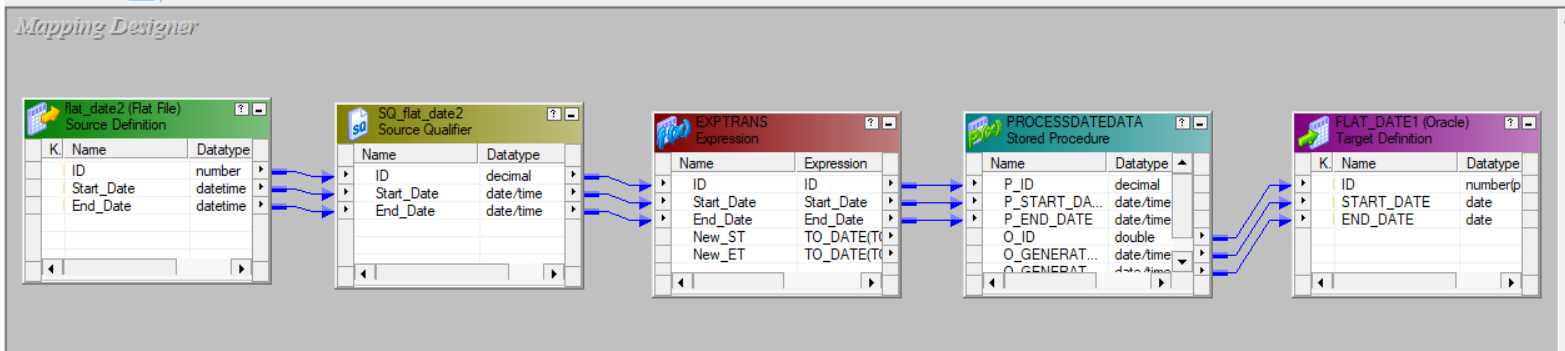 Mapping Designer
flat_date2 (Flat File)
Source Definition
K. Name Datatype
ID number
Start_Date datetime
End_Date datetime
SQ_flat_date2
Source Qualifier
Name Datatype
ID decimal
Start_Date date/time
End_Date date/time
EXPTRANS
Expression
Name Expression
ID ID
Start_Date Start_Date
End_Date End_Date
New_ST TO_DATE(T(
New_ET TO_DATE(T(
PROCESSDATEDATA
Stored Procedure
Name Datatype
P_ID decimal
P_START_DA... date/time
P_END_DATE date/time
O_ID double
O_GENERAT... date/time
O_GENERAT date/time
FLAT_DATE1 (Oracle)
Target Definition
K. Name Datatype
ID number(p
START_DATE date
END_DATE date